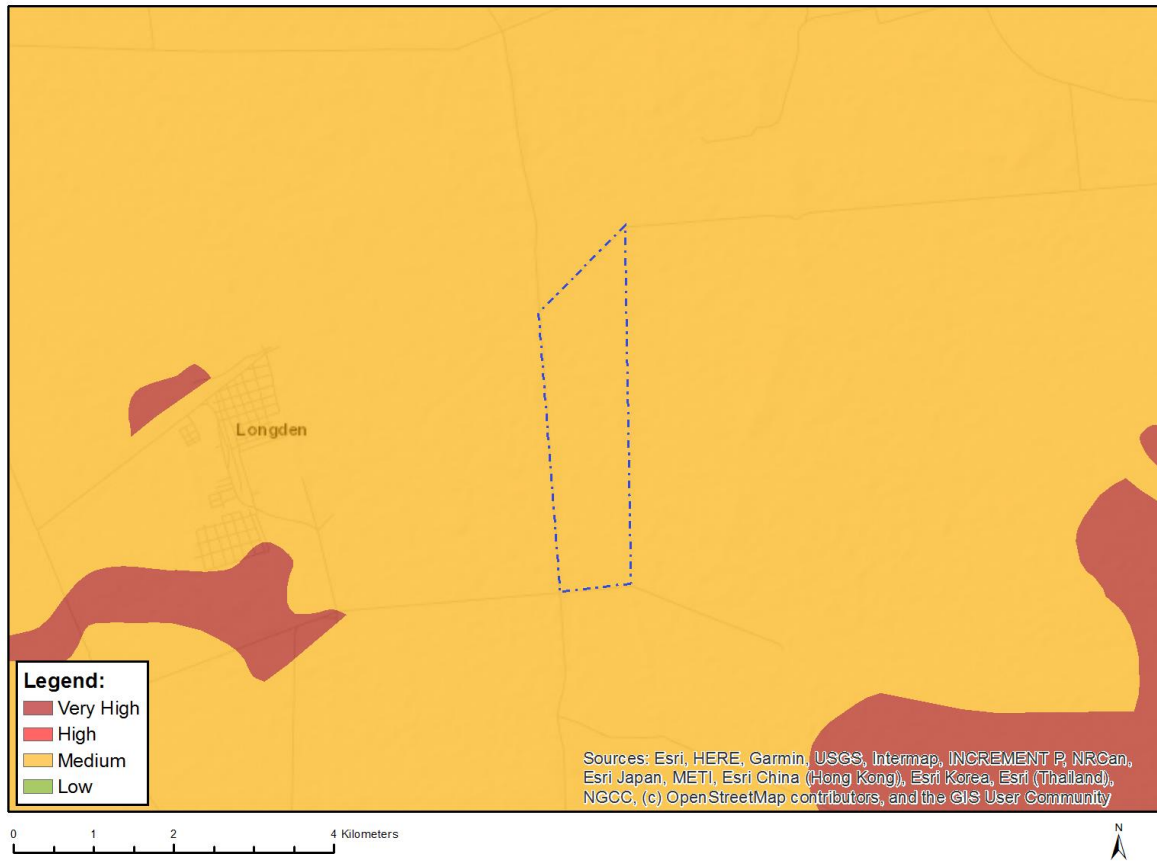 Longden
Legend:
Very High
High
Medium
Low
Sources: Esri, HERE, Garmin, USGS, Intermap, INCREMENT P, NRCan,
Esri Japan, METI, Esri China (Hong Kong), Esri Korea, Esri (Thailand),
NGCC, (c) OpenStreetMap contributors, and the GIS User Community
0 1 2 4 Kilometers
N